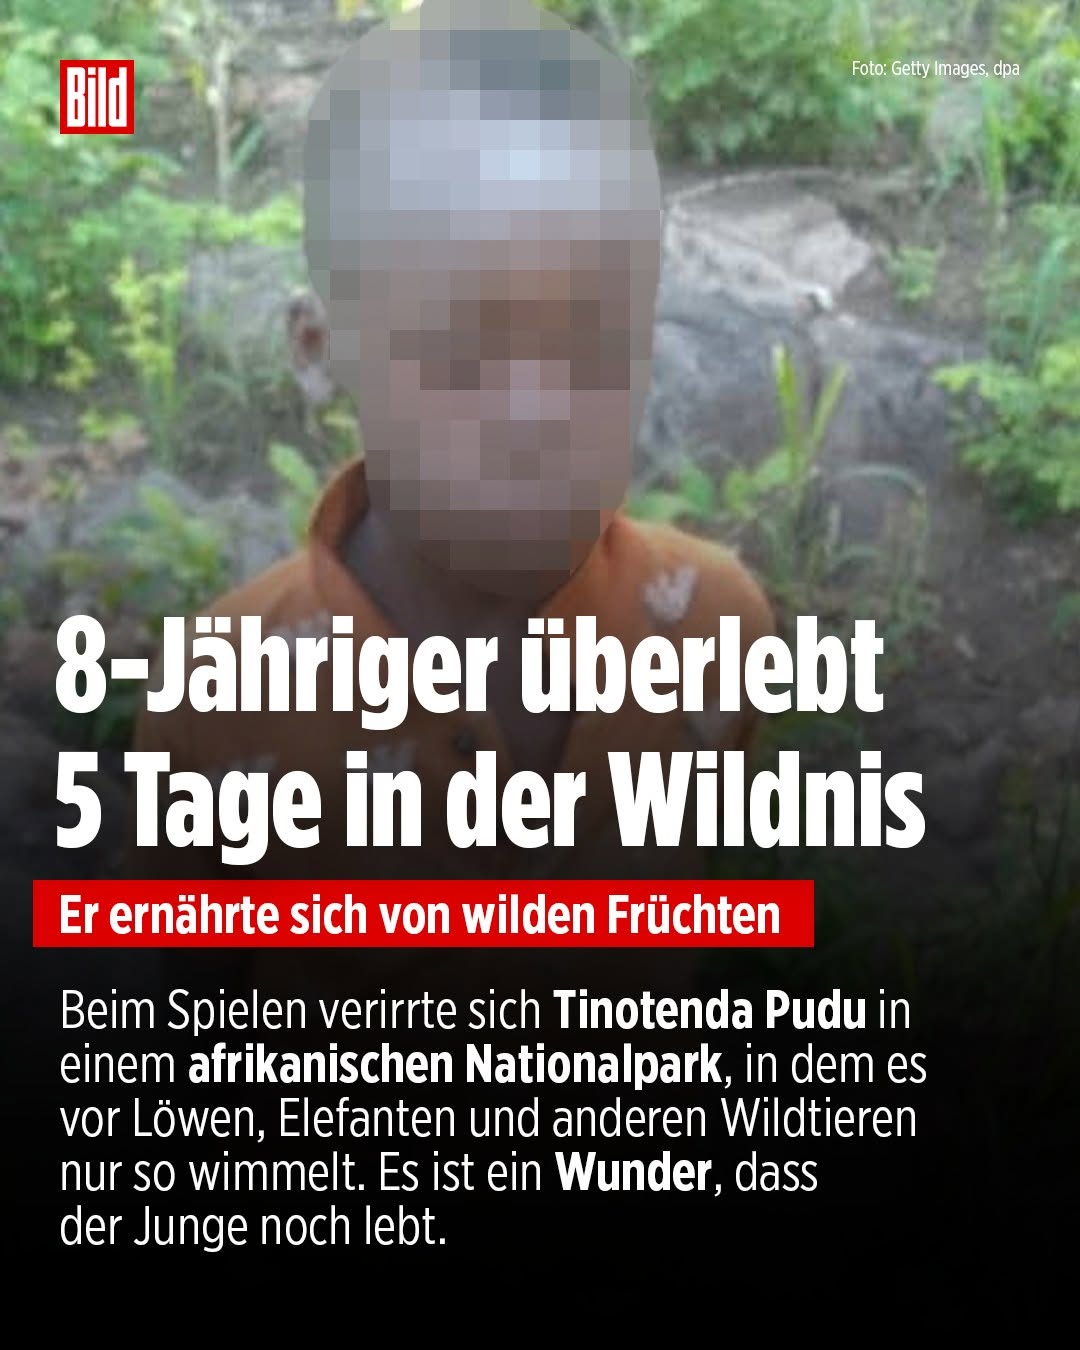 Bild
Foto: Getty Images, dpa
8-Jähriger überlebt
5 Tage in der Wildnis
Er ernährte sich von wilden Früchten
Beim Spielen verirrte sich Tinotenda Pudu in
einem afrikanischen Nationalpark, in dem es
vor Löwen, Elefanten und anderen Wildtieren
nur so wimmelt. Es ist ein Wunder, dass
der Junge noch lebt.